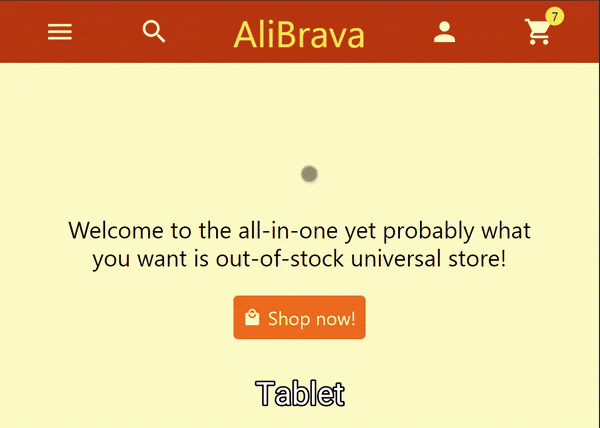 AliBrava
7
Welcome to the all-in-one yet probably what
you want is out-of-stock universal store!
Shop now!
Tablet